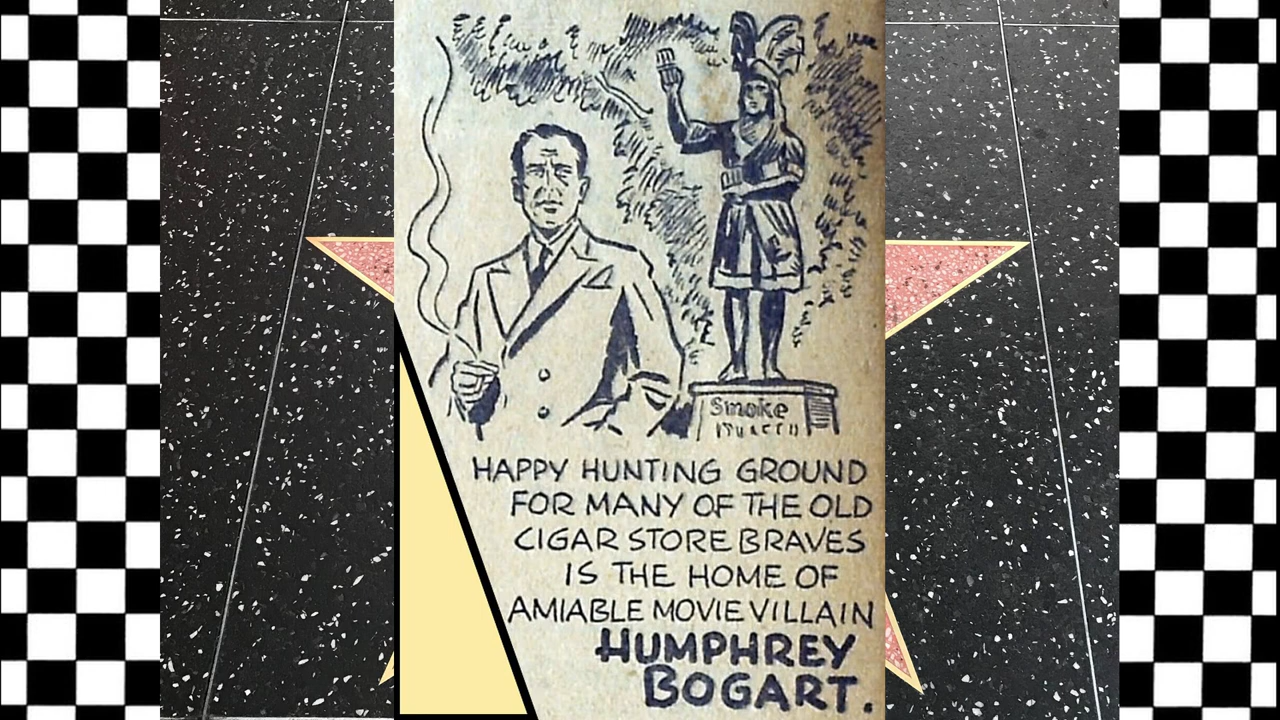 Smoke
HAPPY HUNTING GROUND
FOR MANY OF THE OLD
CIGAR STORE BRAVES
IS THE HOME OF
AMIABLE MOVIE VILLAIN
HUMPHREY
BOGART.